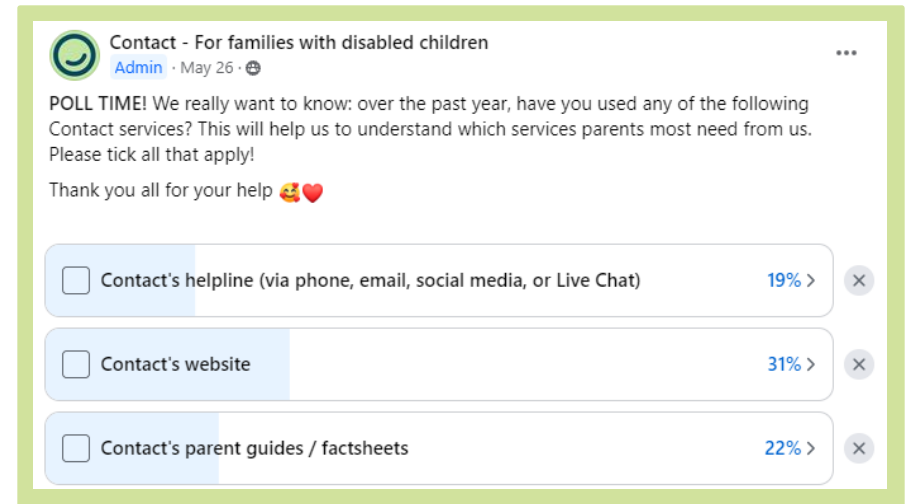 Contact - For families with disabled children
Admin · May 26 ·
POLL TIME! We really want to know: over the past year, have you used any of the following
Contact services? This will help us to understand which services parents most need from us.
Please tick all that apply!
Thank you all for your help 🥰❤️
Contact's helpline (via phone, email, social media, or Live Chat) 19% >
Contact's website 31% >
Contact's parent guides / factsheets 22% >